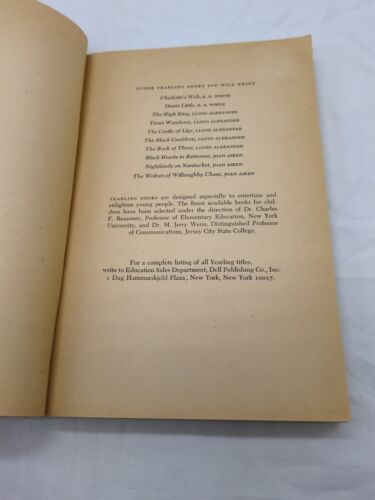 OTHER YEARLING BOOKS YOU WILL ENJOY:
Charlotte's Web, E. B. WHITE
Stuart Little, E. B. WHITE
The High King, LLOYD ALEXANDER
Taran Wanderer, LLOYD ALEXANDER
The Castle of Llyr, LLOYD ALEXANDER
The Black Cauldron, LLOYD ALEXANDER
The Book of Three, LLOYD ALEXANDER
Black Hearts in Battersea, JOAN AIKEN
Nightbirds on Nantucket, JOAN AIKEN
The Wolves of Willoughby Chase, JOAN AIKEN
YEARLING BOOKS are designed especially to entertain and
enlighten young people. The finest available books for chil-
dren have been selected under the direction of Dr. Charles
F. Reasoner, Professor of Elementary Education, New York
University, and Dr. M. Jerry Weiss, Distinguished Professor
of Communications, Jersey City State College.
For a complete listing of all Yearling titles,
write to Education Sales Department, Dell Publishing Co., Inc.
1 Dag Hammarskjold Plaza, New York, New York 10017.